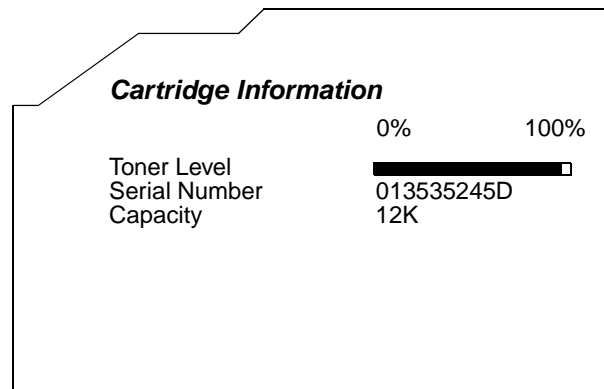 Cartridge Information
0% 100%
Toner Level
Serial Number 013535245D
Capacity 12K